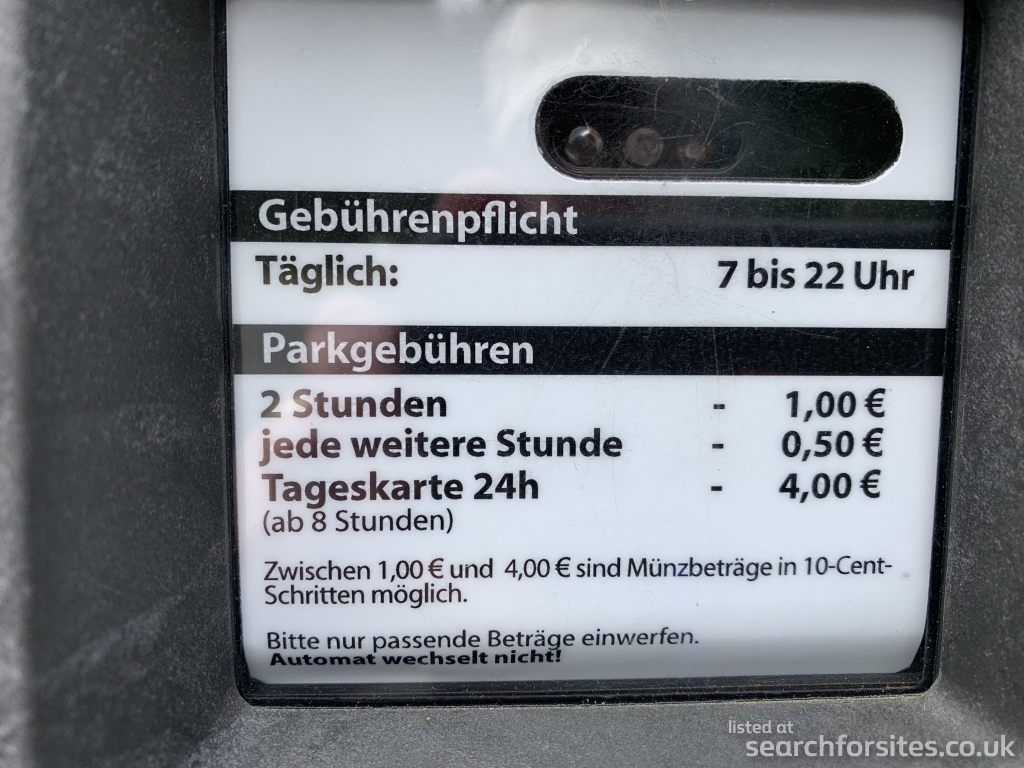 Gebührenpflicht
Täglich: 7 bis 22 Uhr
Parkgebühren
2 Stunden - 1,00 €
jede weitere Stunde - 0,50 €
Tageskarte 24h - 4,00 €
(ab 8 Stunden)
Zwischen 1,00 € und 4,00 € sind Münzbeträge in 10-Cent-
Schritten möglich.
Bitte nur passende Beträge einwerfen.
Automat wechselt nicht!
listed at
searchforsites.co.uk